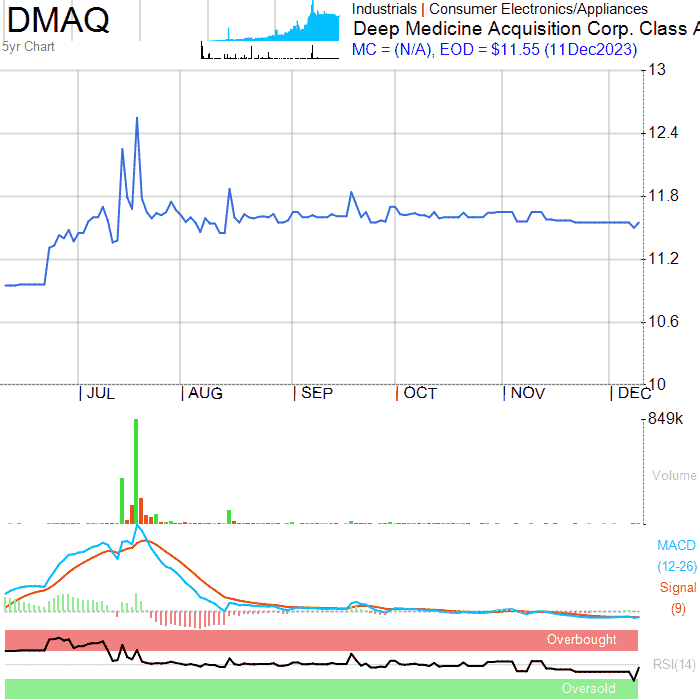 DMAQ
5yr Chart
Industrials | Consumer Electronics/Appliances
Deep Medicine Acquisition Corp. Class A
MC = (N/A), EOD = $11.55 (11Dec2023)
13
12.4
11.8
11.2
10.6
10
| JUL | AUG | SEP | OCT | NOV | DEC
849k
Volume
MACD
(12-26)
Signal
(9)
Overbought
RSI(14)
Oversold